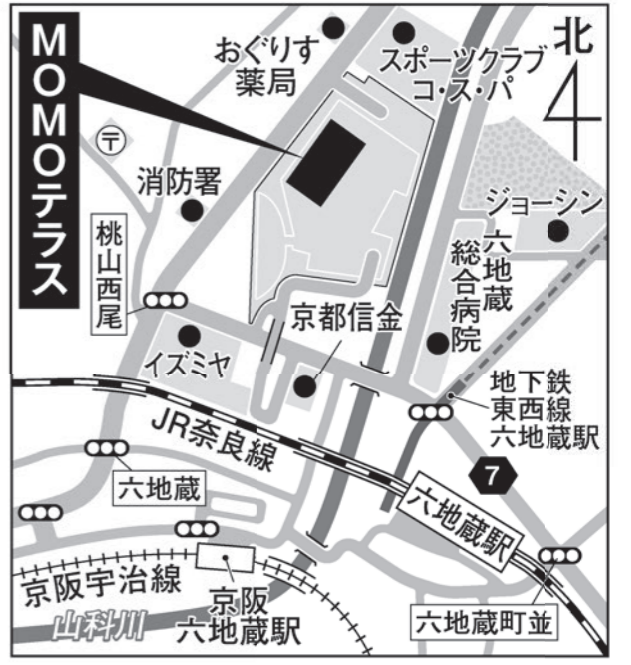 MOMOテラス
おぐりす
薬局
スポーツクラブ
コ・ス・パ
北
〒
消防署
ジョーシン
桃山西尾
六地蔵
総合病院
京都信金
イズミヤ
地下鉄
東西線
六地蔵駅
JR奈良線
7
六地蔵
六地蔵駅
京阪宇治線
京阪
六地蔵駅
山科川
六地蔵町並